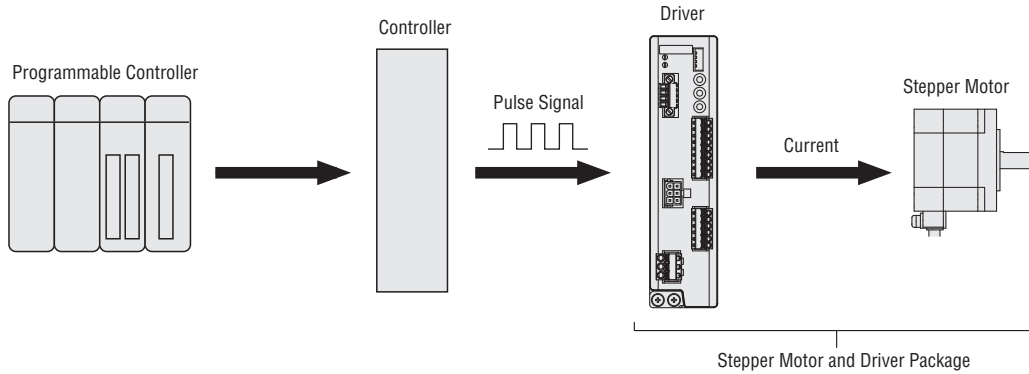 Programmable Controller
Controller
Pulse Signal
Driver
Current
Stepper Motor
Stepper Motor and Driver Package